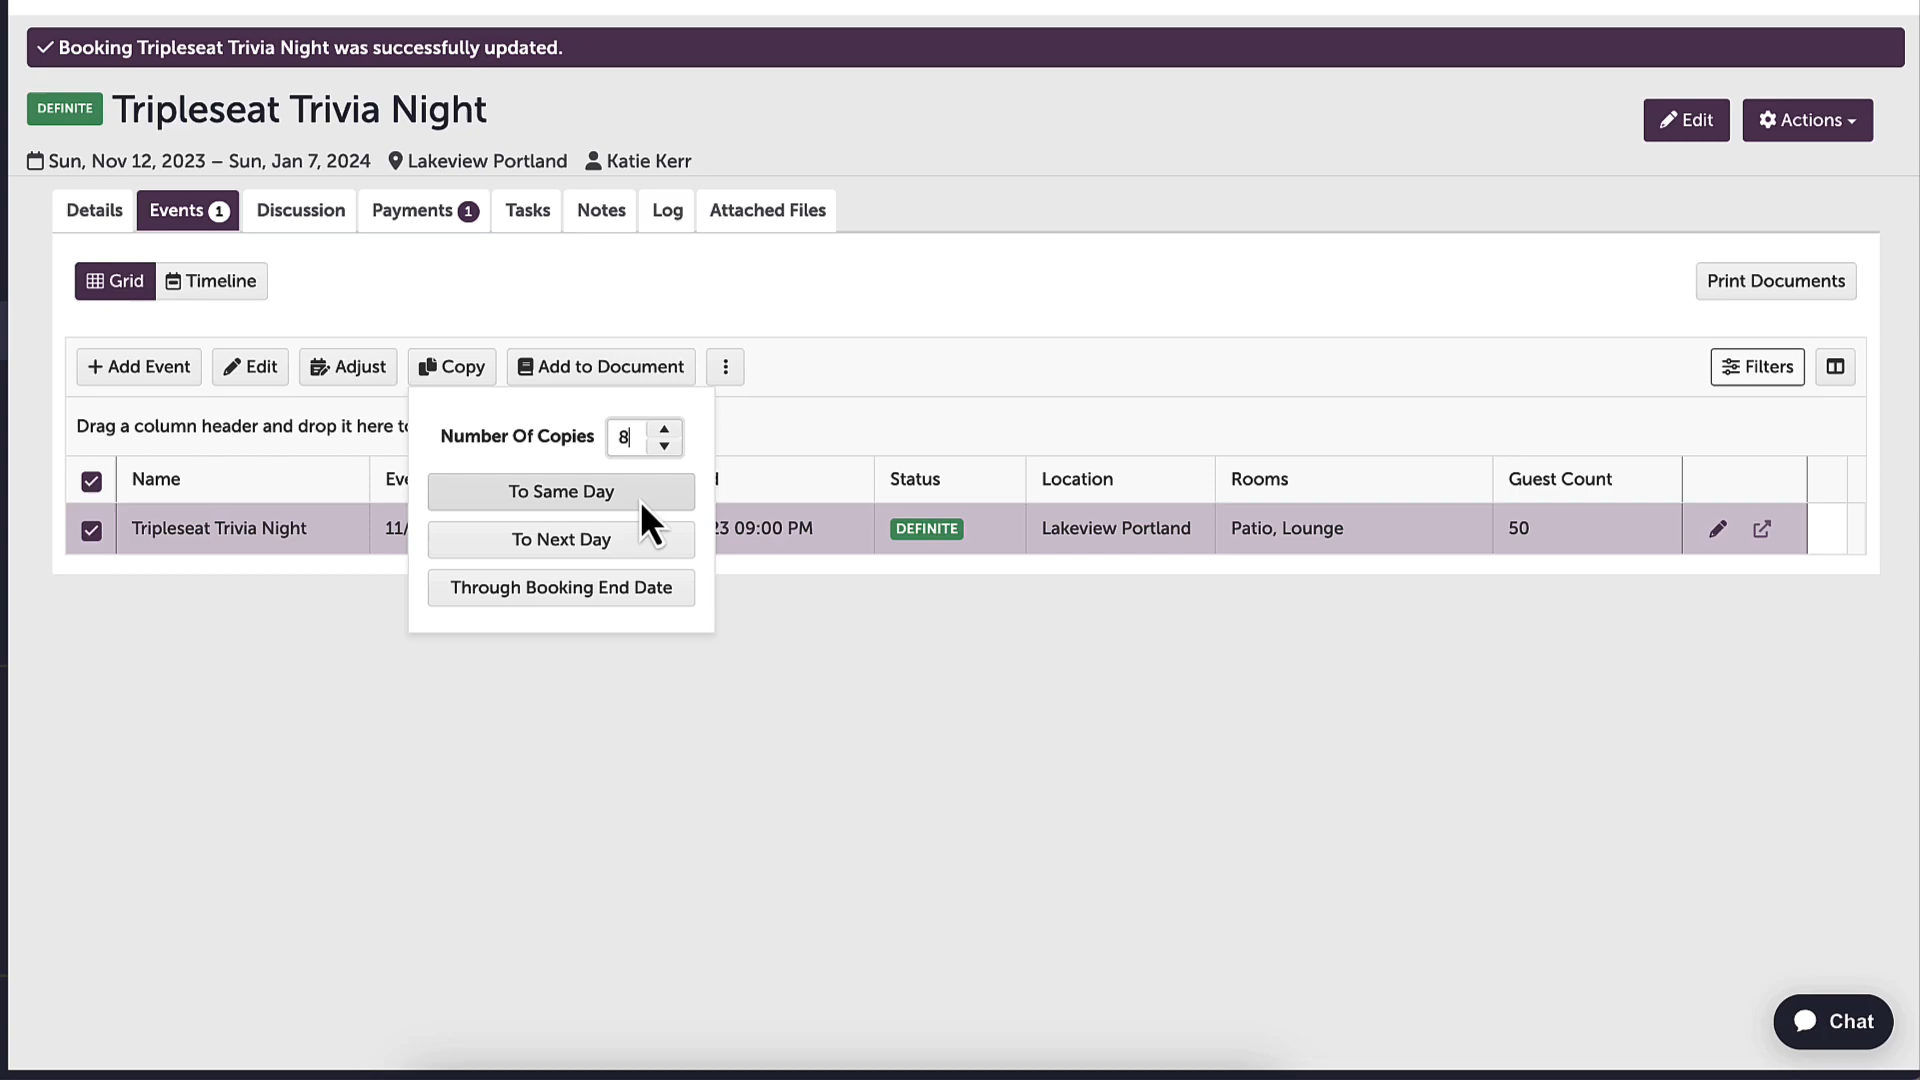 Booking Tripleseat Trivia Night was successfully updated.
DEFINITE Tripleseat Trivia Night
Edit Actions
Sun, Nov 12, 2023 – Sun, Jan 7, 2024 Lakeview Portland Katie Kerr
Details Events 1 Discussion Payments 1 Tasks Notes Log Attached Files
Grid Timeline Print Documents
+ Add Event Edit Adjust Copy Add to Document Filters
Drag a column header and drop it here
Number Of Copies 8
Name Status Location Rooms Guest Count
To Same Day
Tripleseat Trivia Night 11/ 23 09:00 PM DEFINITE Lakeview Portland Patio, Lounge 50
To Next Day
Through Booking End Date
Chat